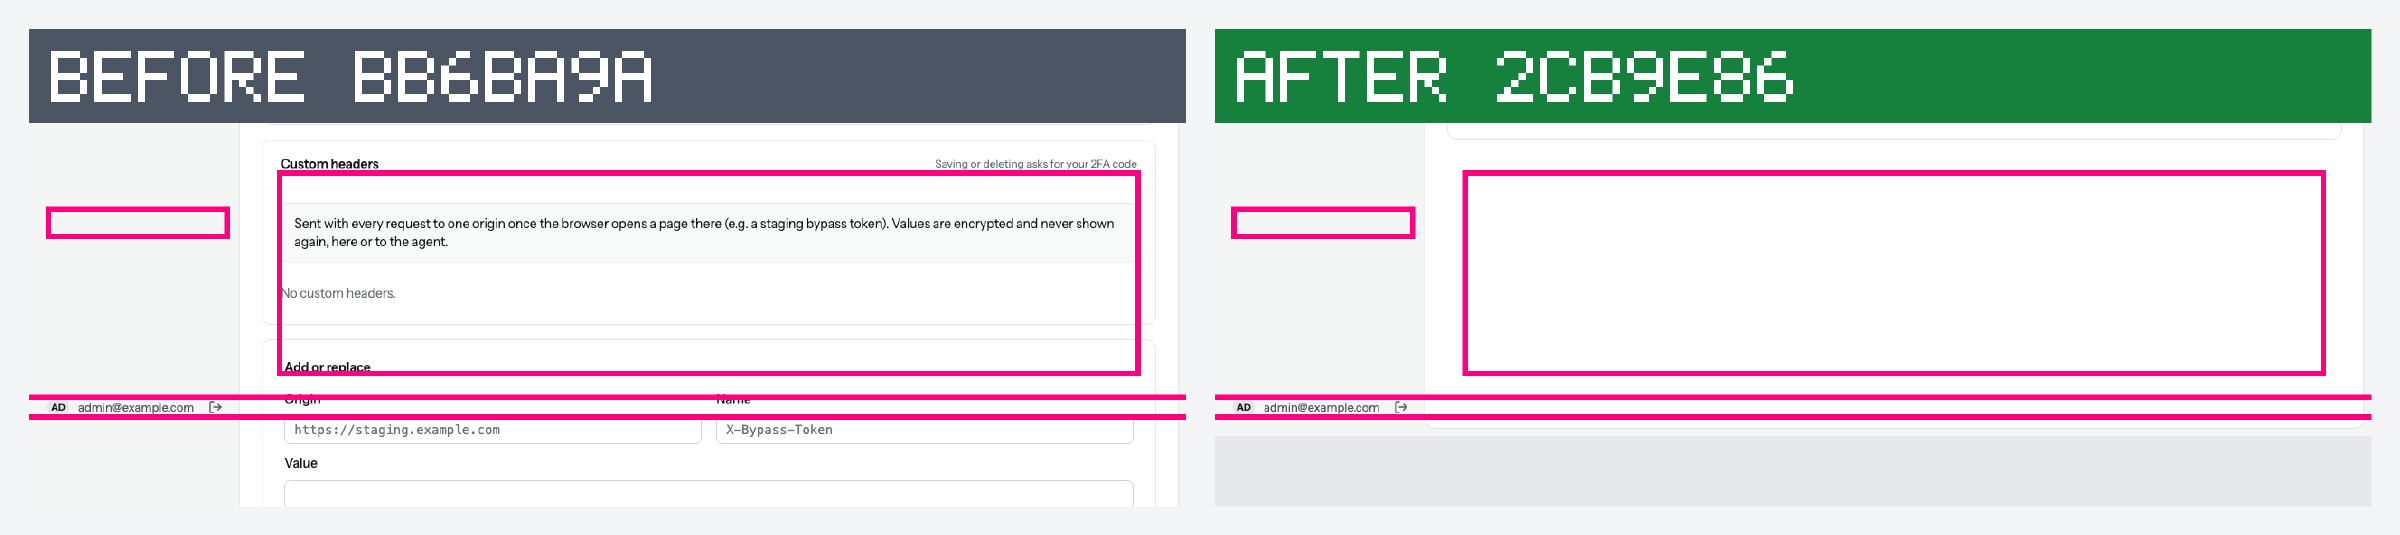 BEFORE BB6BA9A
Custom headers
Saving or deleting asks for your 2FA code
Sent with every request to one origin once the browser opens a page there (e.g. a staging bypass token). Values are encrypted and never shown
again, here or to the agent.
No custom headers.
Add or replace
Origin
Name
AD admin@example.com
https://staging.example.com
X-Bypass-Token
Value
AFTER 2CB9E86
AD admin@example.com